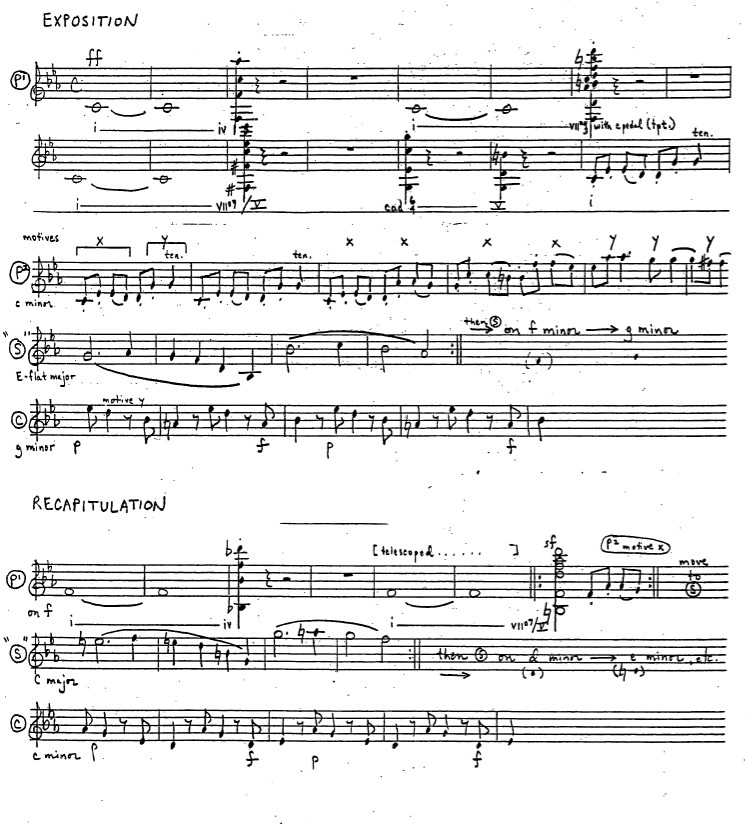 EXPOSITION
P¹ ff
i iv i VII°7 with c pedal (tpt.)
ten.
i VII°7/V cad 6 4 V i
motives x y x x x x y y y
P² ten. ten.
c minor
"S" then S on f minor → g minor
E-flat major
motive y
C
g minor p f p f
RECAPITULATION
P¹ [telescoped......] sf P² motive x move to S
on f
i iv i VII°7/V
"S" then S on d minor → e minor, etc.
C major
C
c minor p f p f